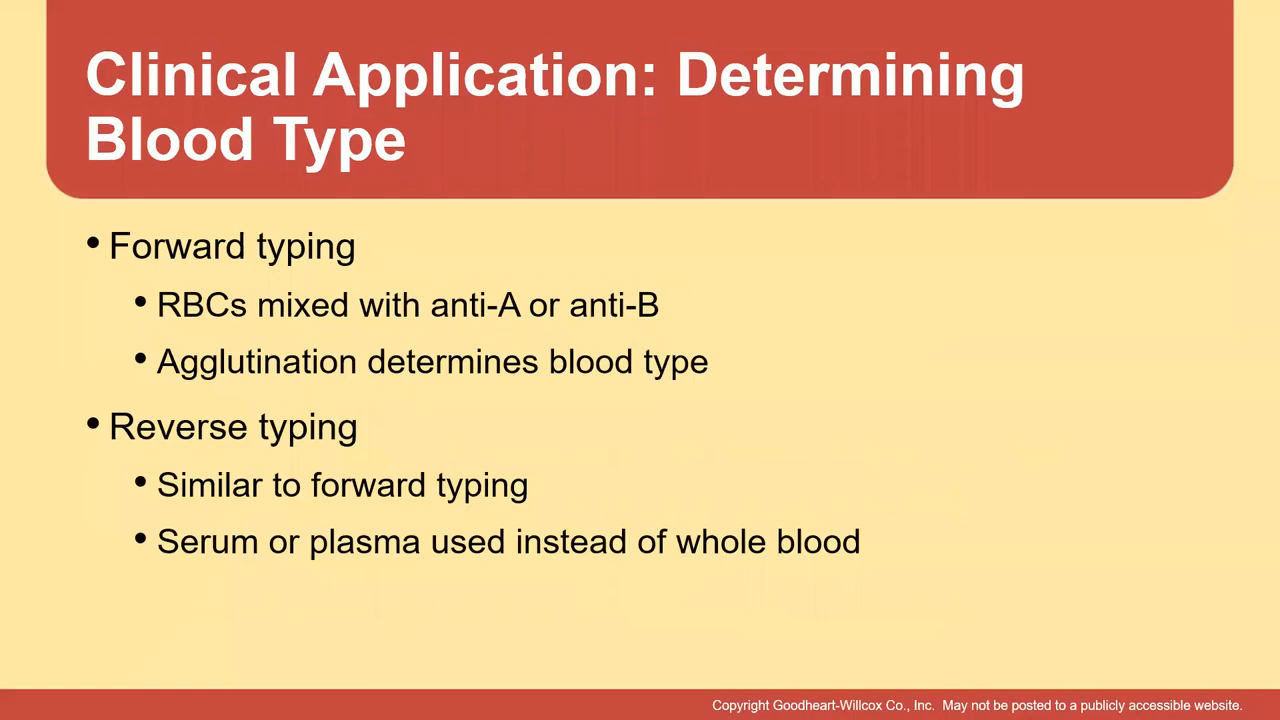 Clinical Application: Determining
Blood Type
• Forward typing
• RBCs mixed with anti-A or anti-B
• Agglutination determines blood type
• Reverse typing
• Similar to forward typing
• Serum or plasma used instead of whole blood
Copyright Goodheart-Willcox Co., Inc. May not be posted to a publicly accessible website.